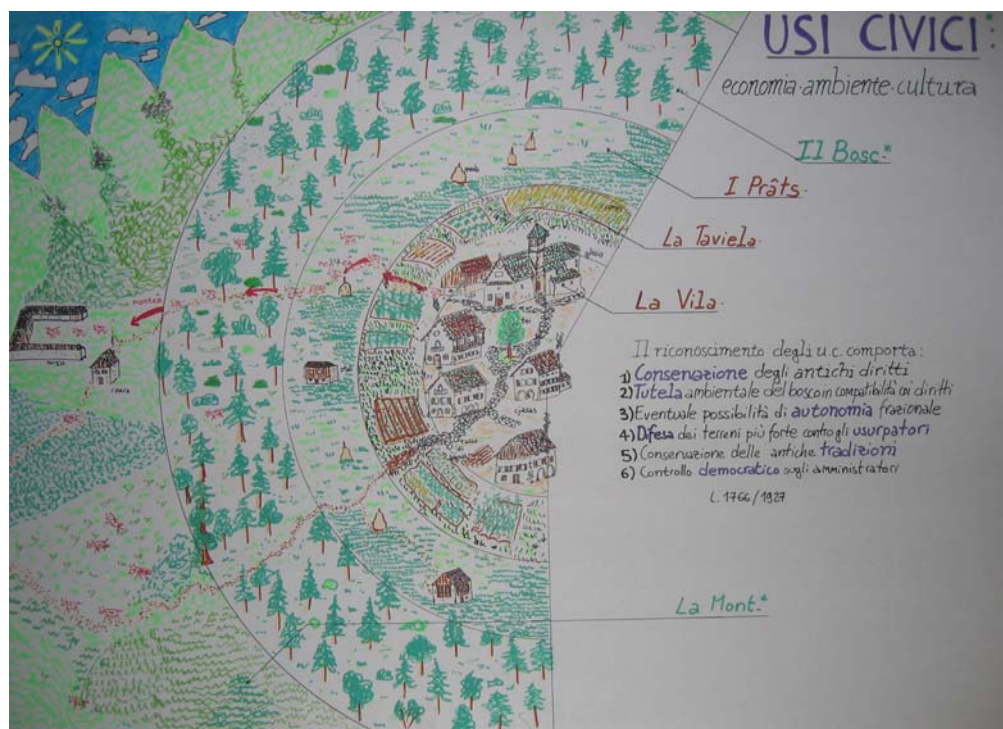 USI CIVICI:
economia·ambiente·cultura
Il Bosc.*
I Prâts.
La Taviela.
La Vila.
Il riconoscimento degli u.c. comporta:
1) Conservazione degli antichi diritti
2) Tutela ambientale del bosco in compatibilità coi diritti
3) Eventuale possibilità di autonomia frazionale
4) Difesa dei terreni più forte contro gli usurpatori
5) Conservazione delle antiche tradizioni
6) Controllo democratico sugli amministratori
L. 1766/1927
La Mont.*
cjasas